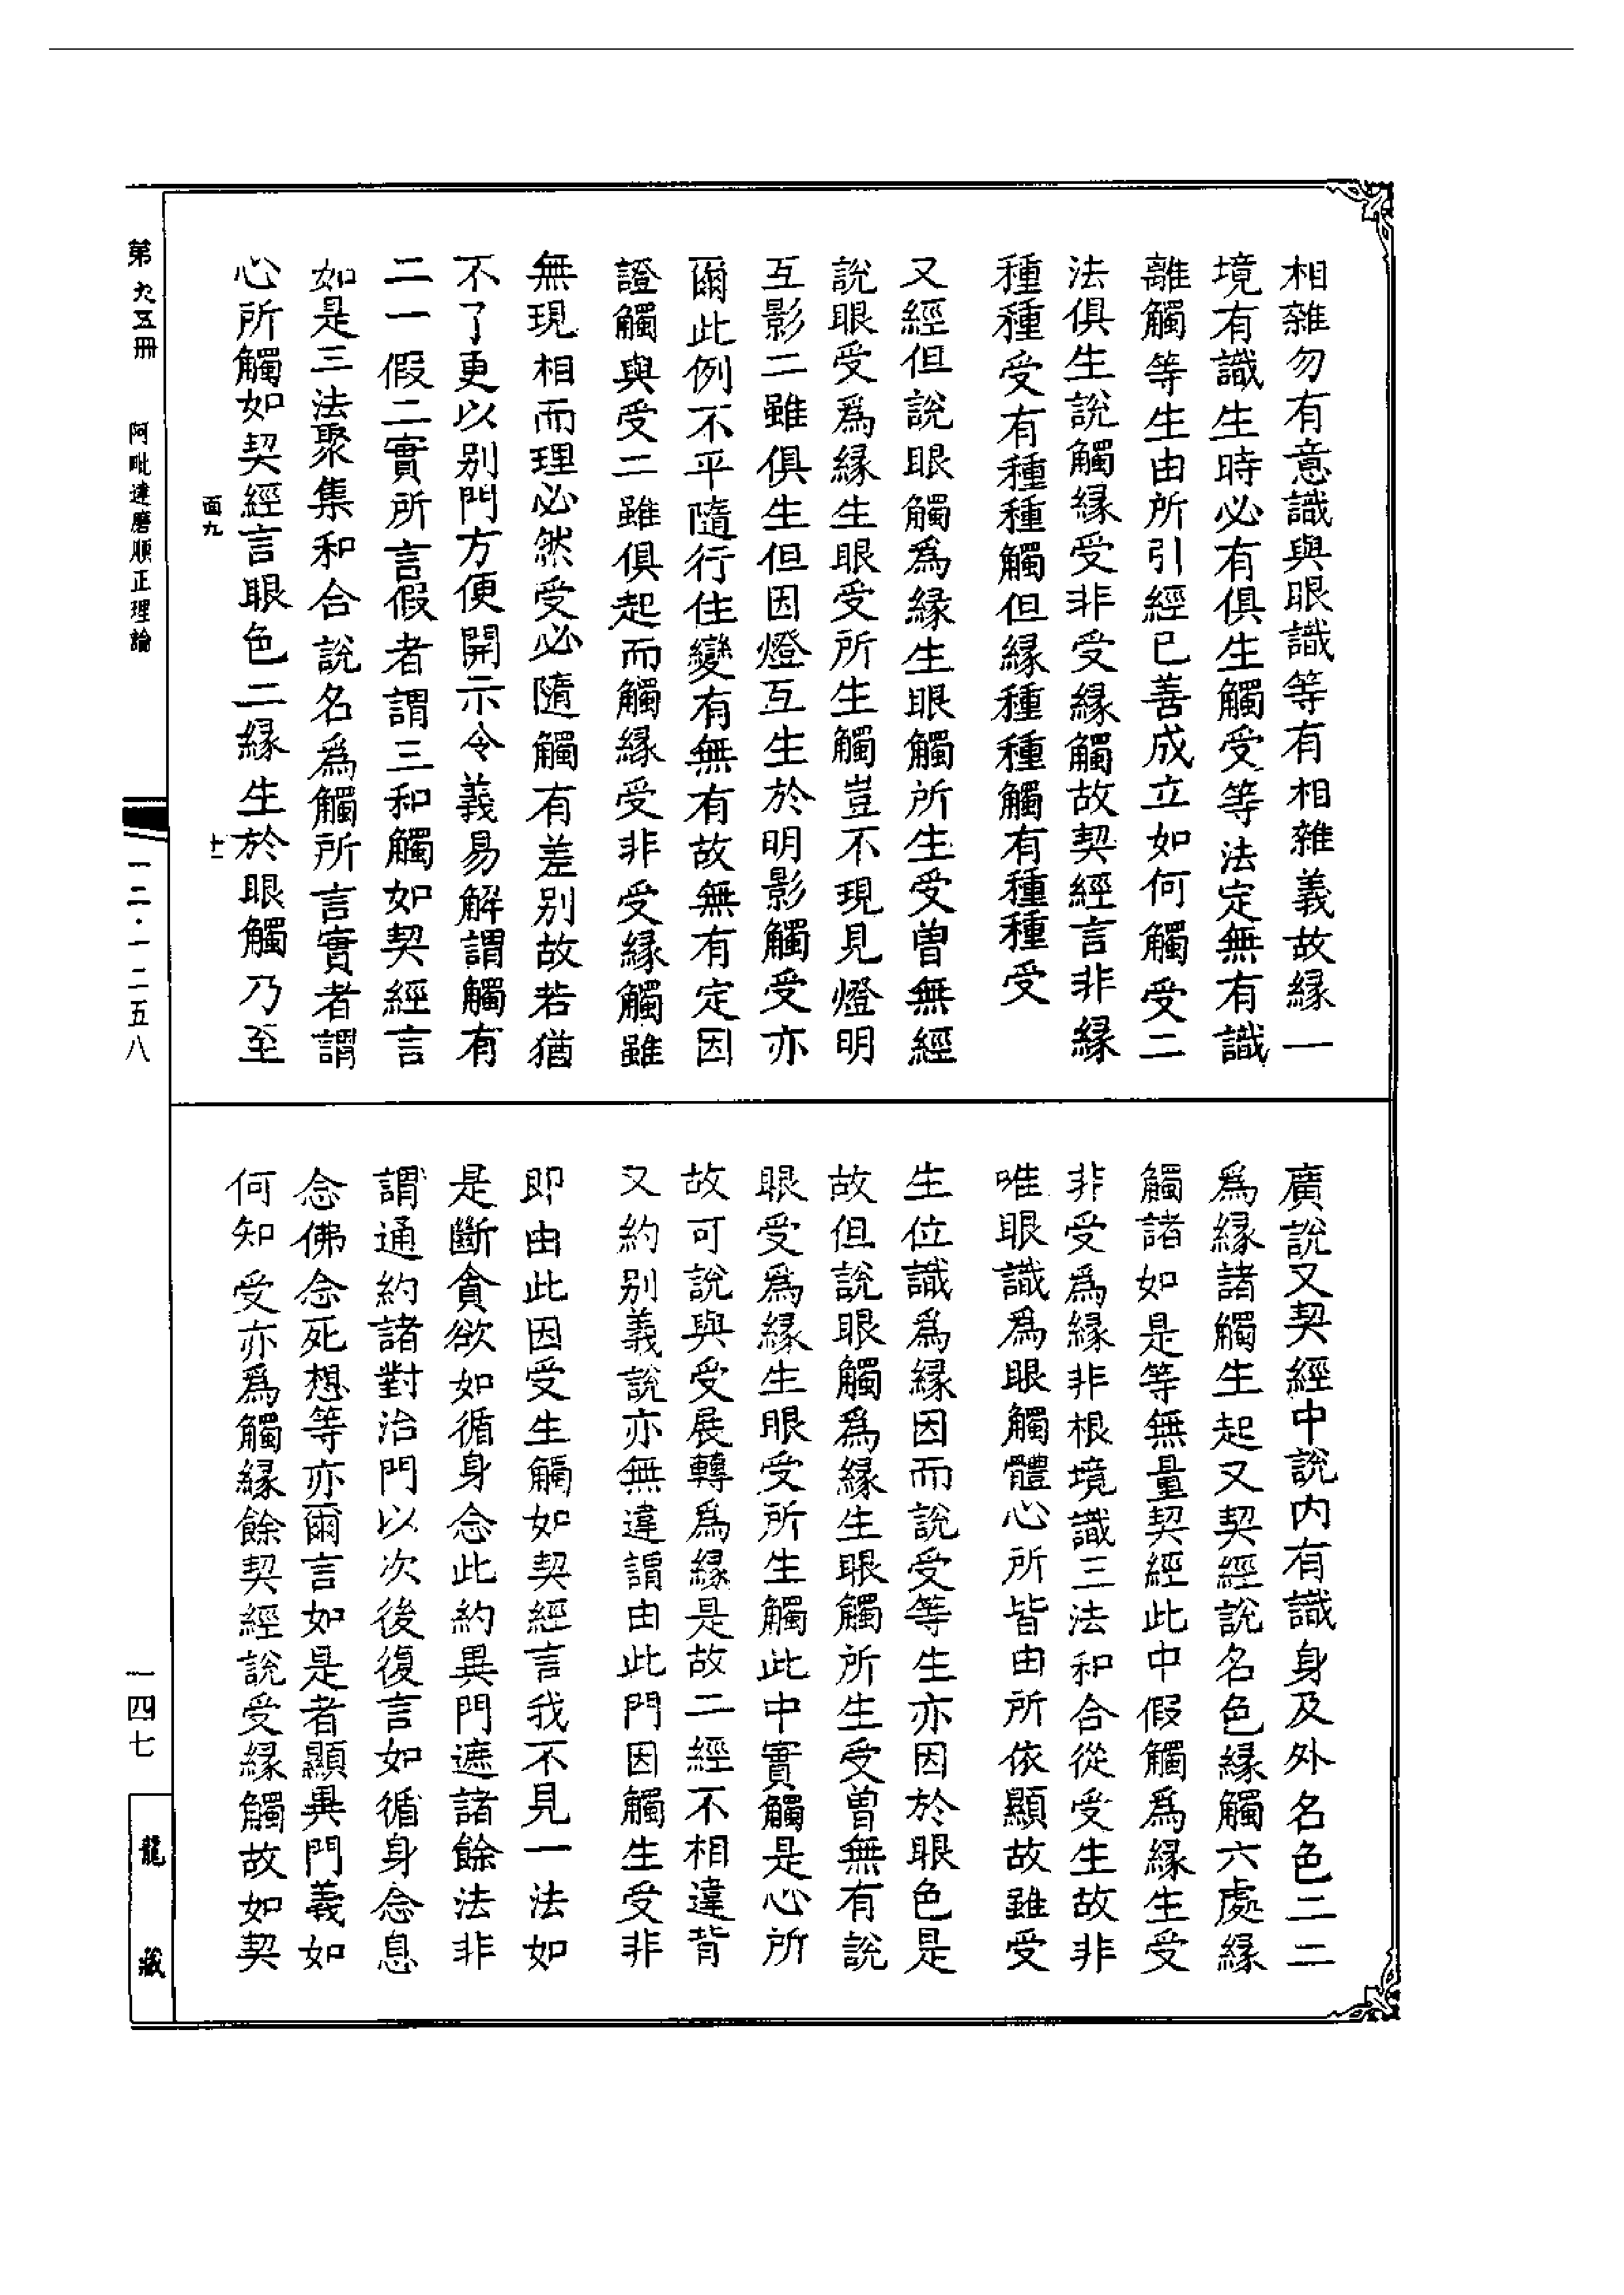 相雜勿有意識與眼識等有相雜義故緣一
境有識生時必有俱生觸受等法定無有識
離觸等生由所引經已善成立如何觸受二
法俱生說觸緣受非受緣觸故契經言非緣
種種受有種種觸但緣種種觸有種種受
又經但說眼觸為緣生眼觸所生受曾無經
說眼受為緣生眼受所生觸豈不現見燈明
互影二雖俱生但因燈互生於明影觸受亦
爾此例不平隨行住變有無有故無有定因
證觸與受二雖俱起而觸緣受非受緣觸雖
無現相而理必然受必隨觸有差別故若猶
不了更以別門方便開示令義易解謂觸有
二一假二實所言假者謂三和觸如契經言
如是三法聚集和合說名為觸所言實者謂
心所觸如契經言眼色二緣生於眼觸乃至
廣說又契經中說内有識身及外名色二二
為緣諸觸生起又契經說名色緣觸六處緣
觸諸如是等無量契經此中假觸為緣生受
非受為緣非根境識三法和合從受生故非
唯眼識為眼觸體心所皆由所依顯故雖受
生位識為緣因而說受等生亦因於眼色是
故但說眼觸為緣生眼觸所生受曾無有說
眼受為緣生眼受所生觸此中實觸是心所
故可說與受展轉為緣是故二經不相違背
又約別義說亦無違謂由此門因觸生受非
即由此因受生觸如契經言我不見一法如
是斷貪欲如循身念此約異門遮諸餘法非
謂通約諸對治門以次後復言如循身念息
念佛念死想等亦爾言如是者顯異門義如
何知受亦為觸緣餘契經說受緣觸故如契
面九
十二
第九五冊
阿毗達磨順正理論
一二·一二五八
一四七
龍藏